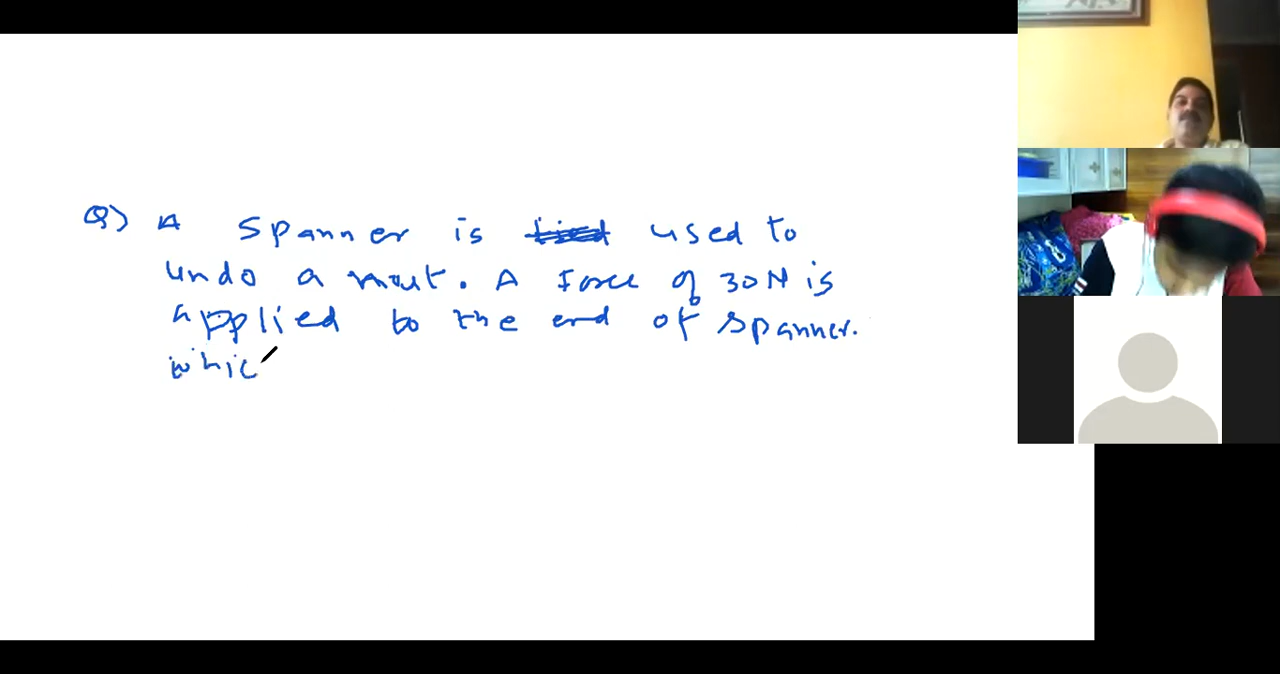 Q) A spanner is used to
undo a nut. A Force of 30N is
applied to the end of spanner.
whic